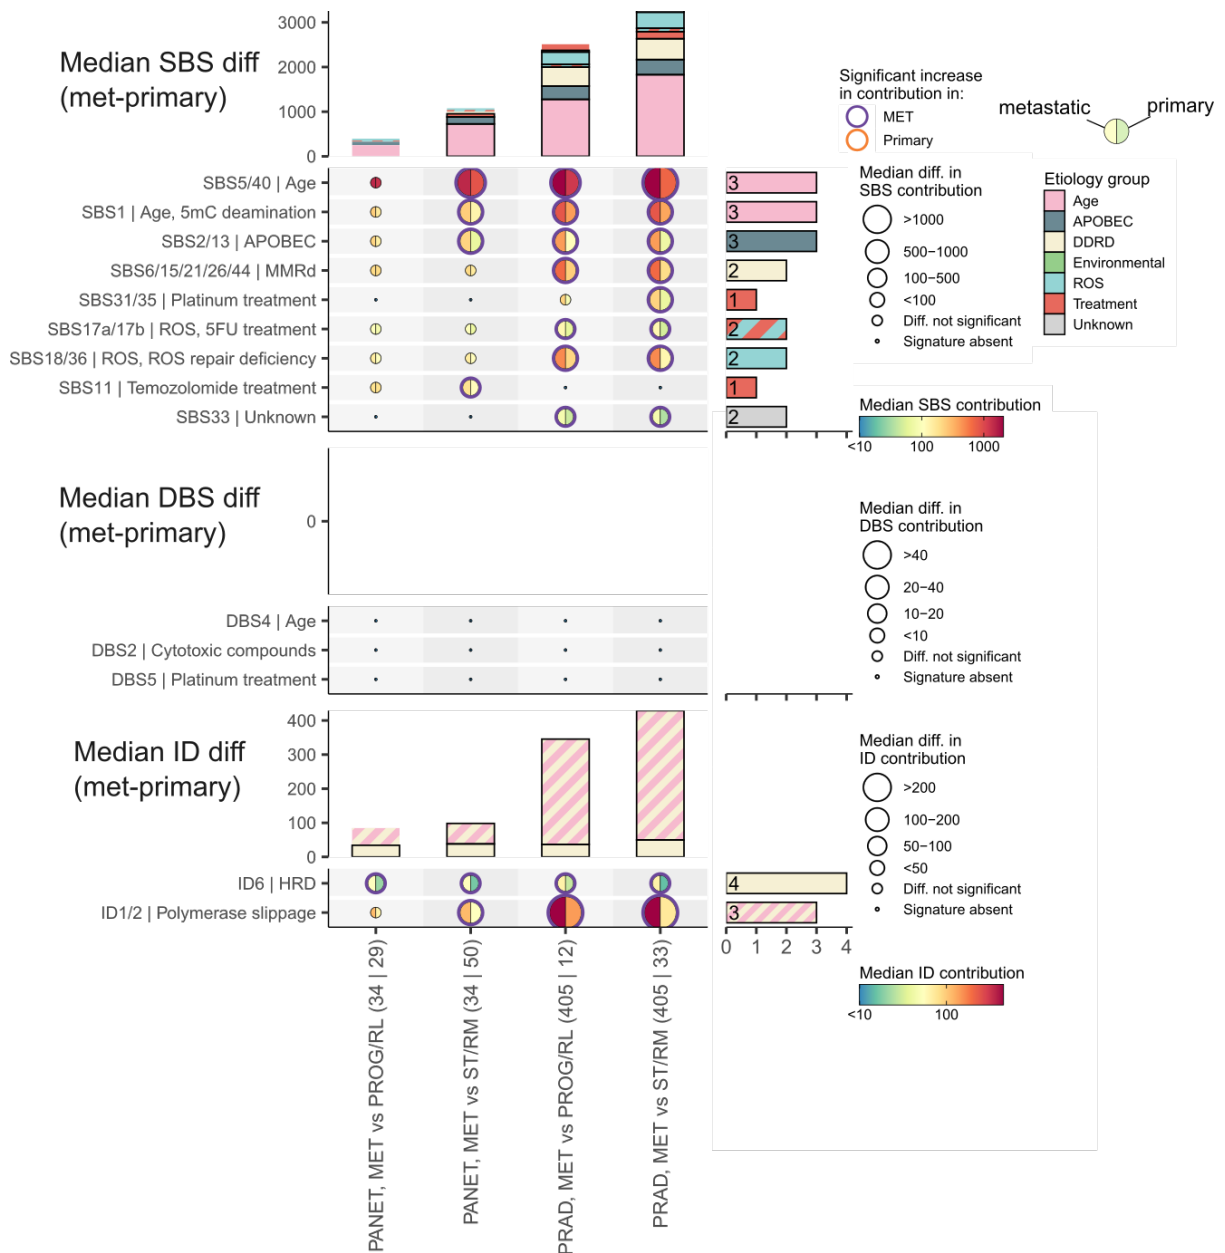 Median SBS diff
(met-primary)
3000
2000
1000
0
Significant increase
in contribution in:
MET
Primary
metastatic
primary
SBS5/40 | Age
SBS1 | Age, 5mC deamination
SBS2/13 | APOBEC
SBS6/15/21/26/44 | MMRd
SBS31/35 | Platinum treatment
SBS17a/17b | ROS, 5FU treatment
SBS18/36 | ROS, ROS repair deficiency
SBS11 | Temozolomide treatment
SBS33 | Unknown
3
3
3
2
1
2
2
1
2
Median diff. in
SBS contribution
>1000
500−1000
100−500
<100
Diff. not significant
Signature absent
Etiology group
Age
APOBEC
DDRD
Environmental
ROS
Treatment
Unknown
Median SBS contribution
<10
100
1000
Median DBS diff
(met-primary)
0
DBS4 | Age
DBS2 | Cytotoxic compounds
DBS5 | Platinum treatment
Median diff. in
DBS contribution
>40
20−40
10−20
<10
Diff. not significant
Signature absent
Median ID diff
(met-primary)
400
300
200
100
0
ID6 | HRD
ID1/2 | Polymerase slippage
4
3
0 1 2 3 4
Median diff. in
ID contribution
>200
100−200
50−100
<50
Diff. not significant
Signature absent
Median ID contribution
<10
100
PANET, MET vs PROG/RL (34 | 29)
PANET, MET vs ST/RM (34 | 50)
PRAD, MET vs PROG/RL (405 | 12)
PRAD, MET vs ST/RM (405 | 33)